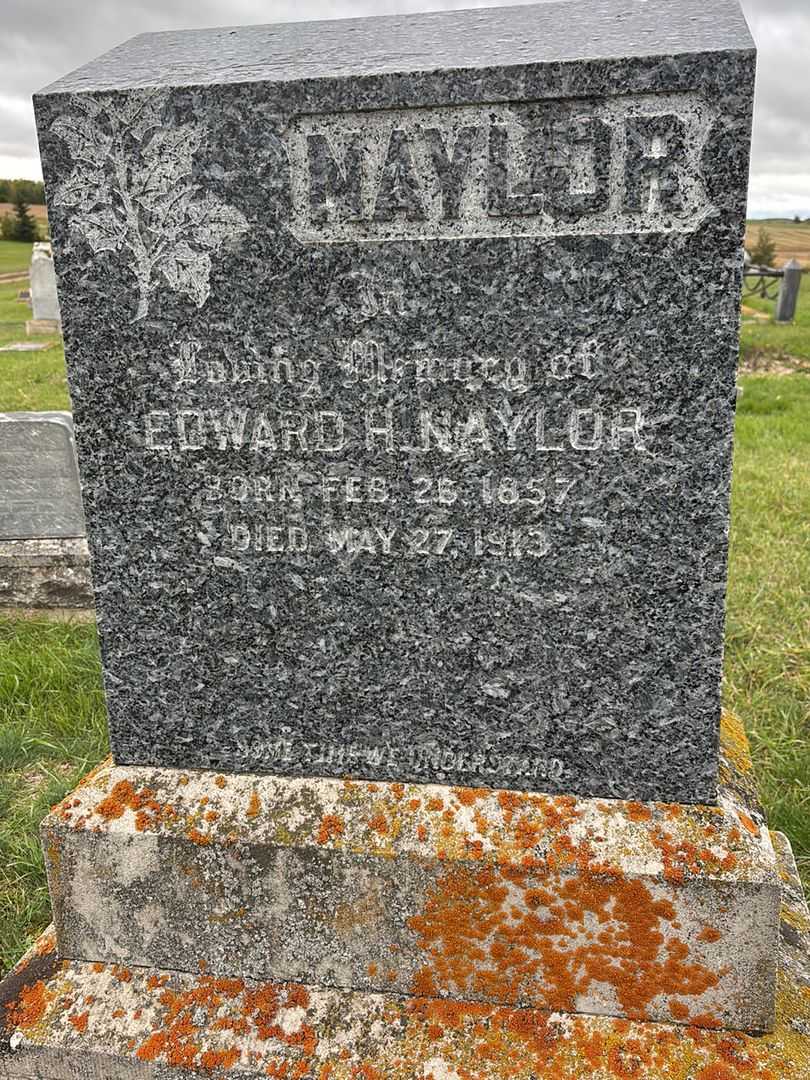 NAYLOR
In
Loving Memory of
EDWARD H. NAYLOR
BORN FEB. 26, 1857
DIED MAY 27, 1913
SOME TIME WE UNDERSTAND